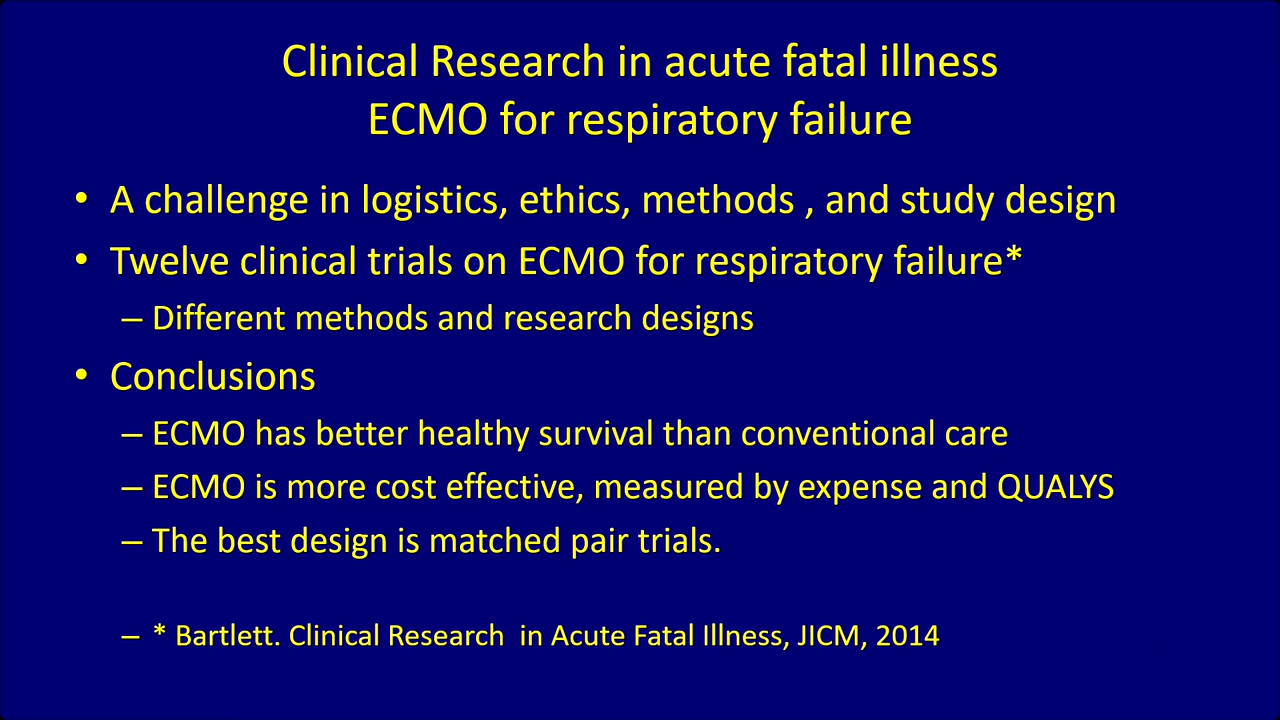 Clinical Research in acute fatal illness
ECMO for respiratory failure
• A challenge in logistics, ethics, methods , and study design
• Twelve clinical trials on ECMO for respiratory failure*
– Different methods and research designs
• Conclusions
– ECMO has better healthy survival than conventional care
– ECMO is more cost effective, measured by expense and QUALYS
– The best design is matched pair trials.
– * Bartlett. Clinical Research  in Acute Fatal Illness, JICM, 2014